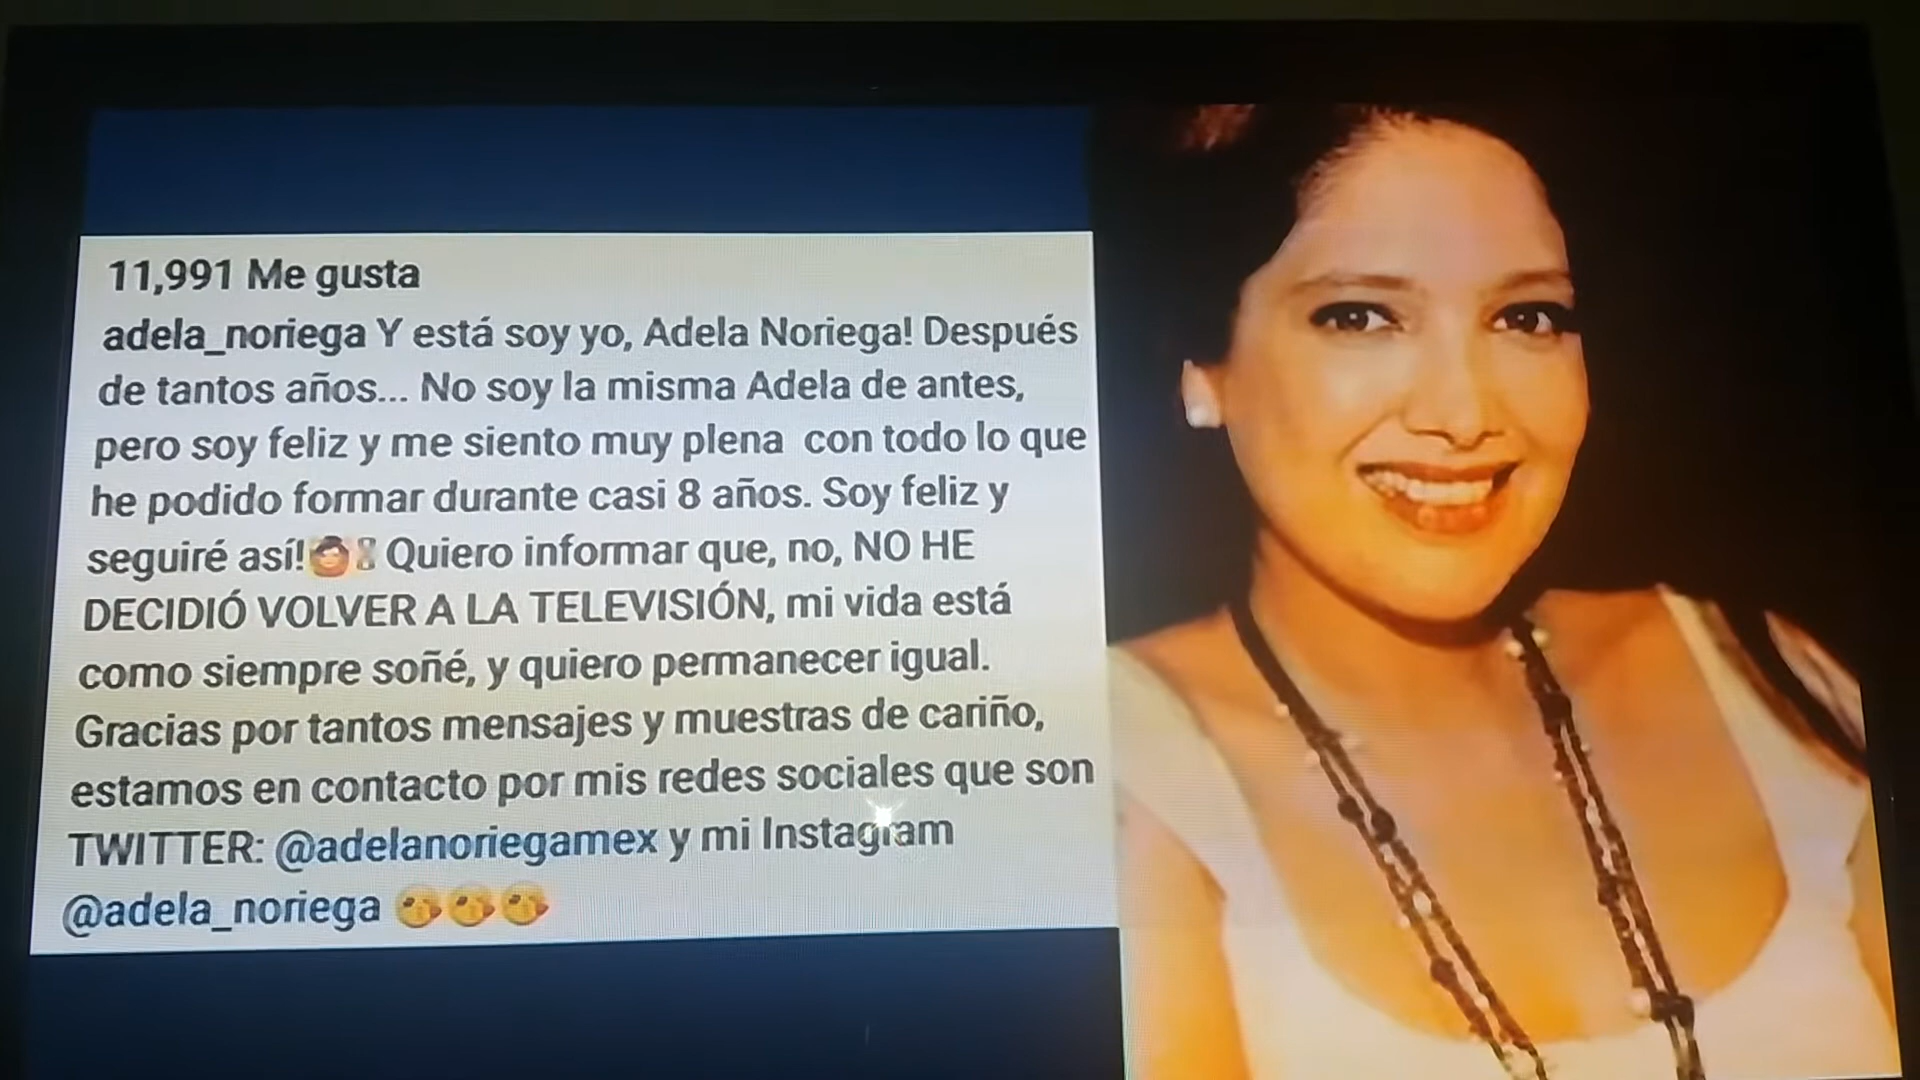 11,991 Me gusta
adela_noriega Y está soy yo, Adela Noriega! Después
de tantos años... No soy la misma Adela de antes,
pero soy feliz y me siento muy plena con todo lo que
he podido formar durante casi 8 años. Soy feliz y
seguiré así! Quiero informar que, no, NO HE
DECIDIÓ VOLVER A LA TELEVISIÓN, mi vida está
como siempre soñé, y quiero permanecer igual.
Gracias por tantos mensajes y muestras de cariño,
estamos en contacto por mis redes sociales que son
TWITTER: @adelanoriegamex y mi Instagram
@adela_noriega